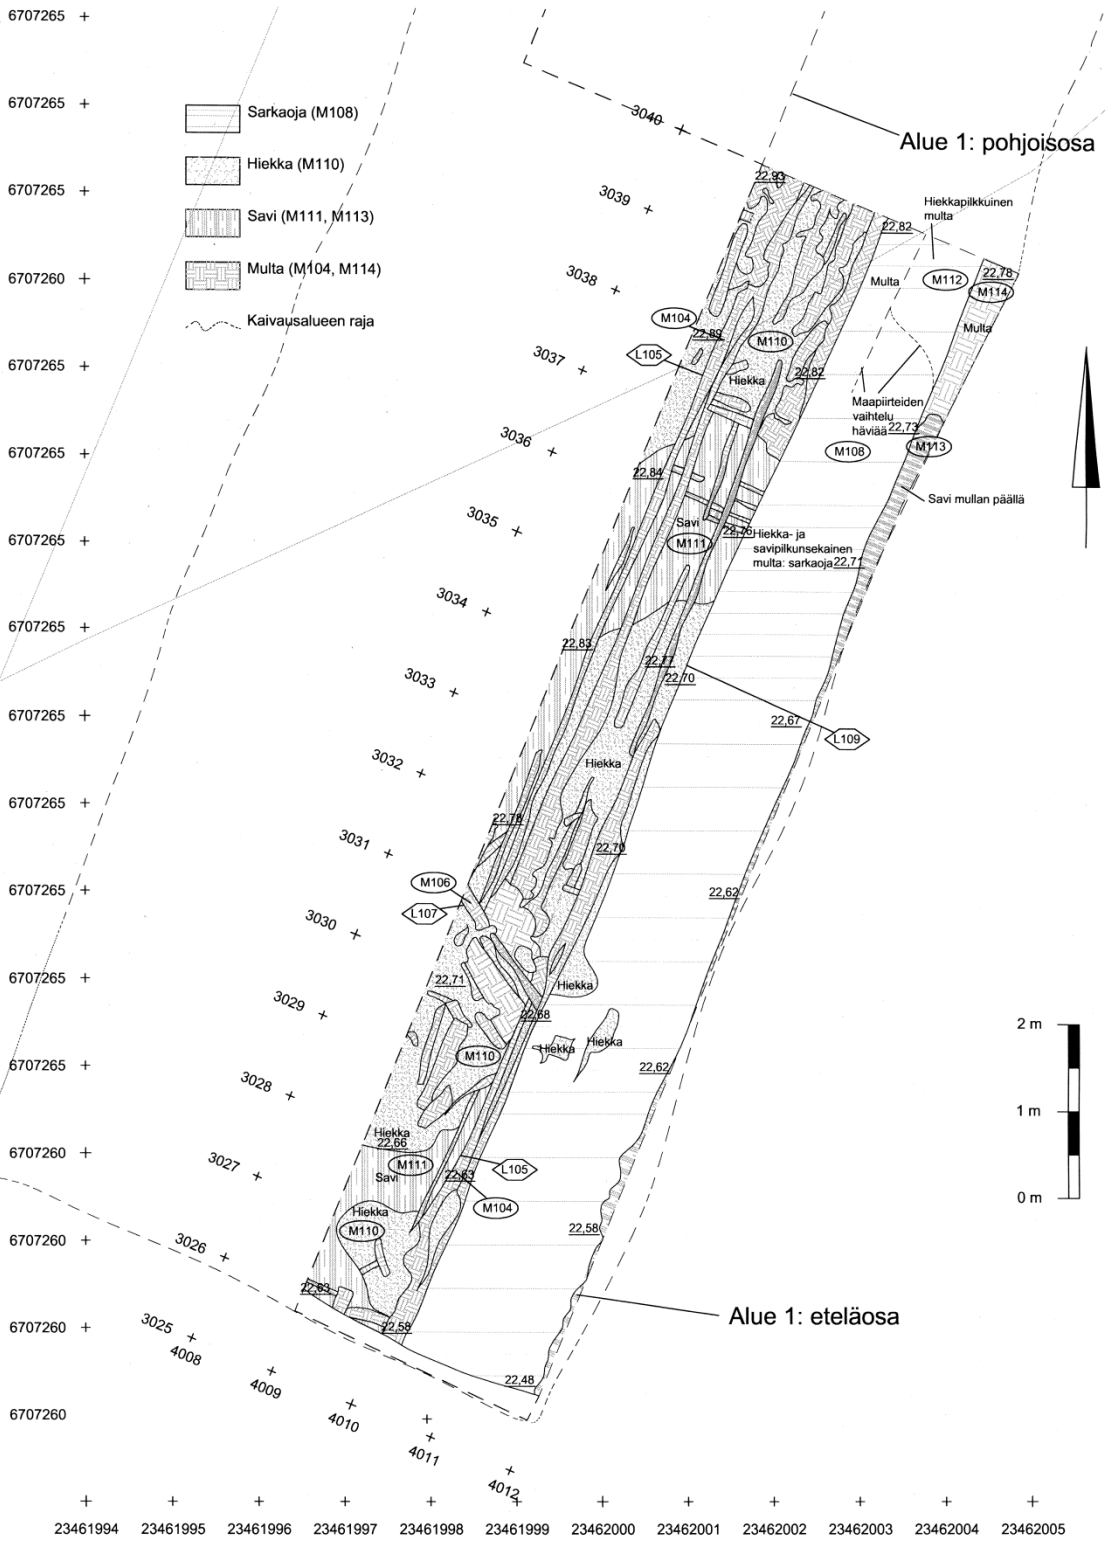 6707265
6707265
6707265
6707260
6707265
6707265
6707265
6707265
6707265
6707265
6707265
6707265
6707265
6707260
6707260
6707260
6707260
Sarkaoja (M108)
Hiekka (M110)
Savi (M111, M113)
Multa (M104, M114)
Kaivausalueen raja
3040
3039
3038
3037
3036
3035
3034
3033
3032
3031
3030
3029
3028
3027
3026
3025
4008
4009
4010
4011
4012
Alue 1: pohjoisosa
22,93
Hiekkapilkkuinen
multa
22,82
22,78
Multa
M112
M114
Multa
M104
22,89
M110
L105
Hiekka
22,82
Maapiirteiden
vaihtelu
häviää
22,73
M108
M113
22,84
Savi mullan päällä
Savi
22,76
M111
Hiekka- ja
savipilkunsekainen
multa: sarkaoja
22,71
22,83
22,77
22,70
22,67
L109
Hiekka
22,78
22,70
M106
L107
22,62
22,71
Hiekka
22,68
Hiekka
Hiekka
M110
22,62
2 m
1 m
0 m
Hiekka
22,66
M111
Savi
L105
22,63
M104
Hiekka
M110
22,58
22,63
22,58
Alue 1: eteläosa
22,48
23461994
23461995
23461996
23461997
23461998
23461999
23462000
23462001
23462002
23462003
23462004
23462005